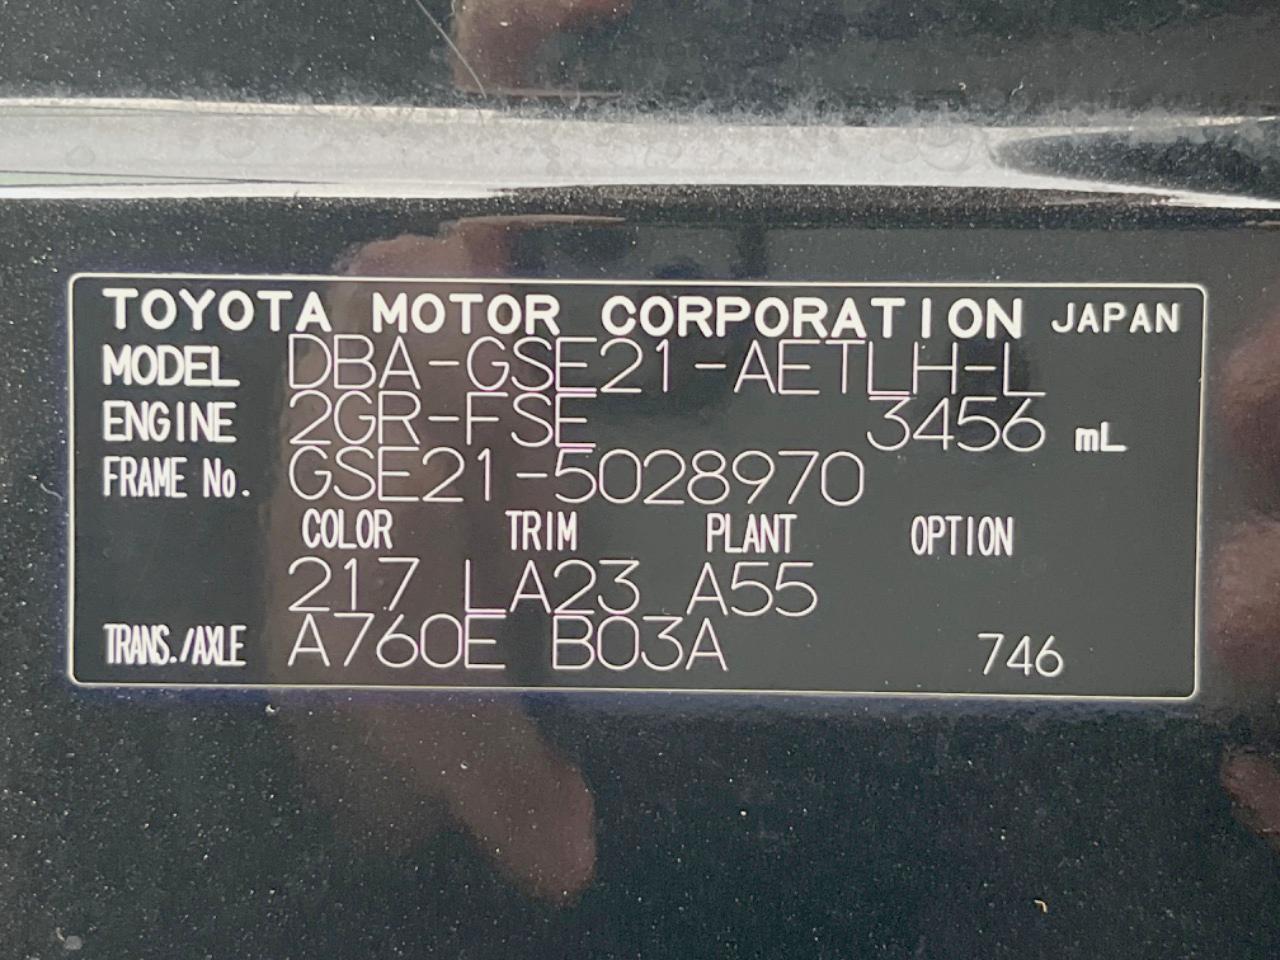 TOYOTA MOTOR CORPORATION JAPAN
MODEL DBA-GSE21-AETLH-L
ENGINE 2GR-FSE 3456 mL
FRAME No. GSE21-5028970
COLOR TRIM PLANT OPTION
217 LA23 A55
TRANS./AXLE A760E B03A 746